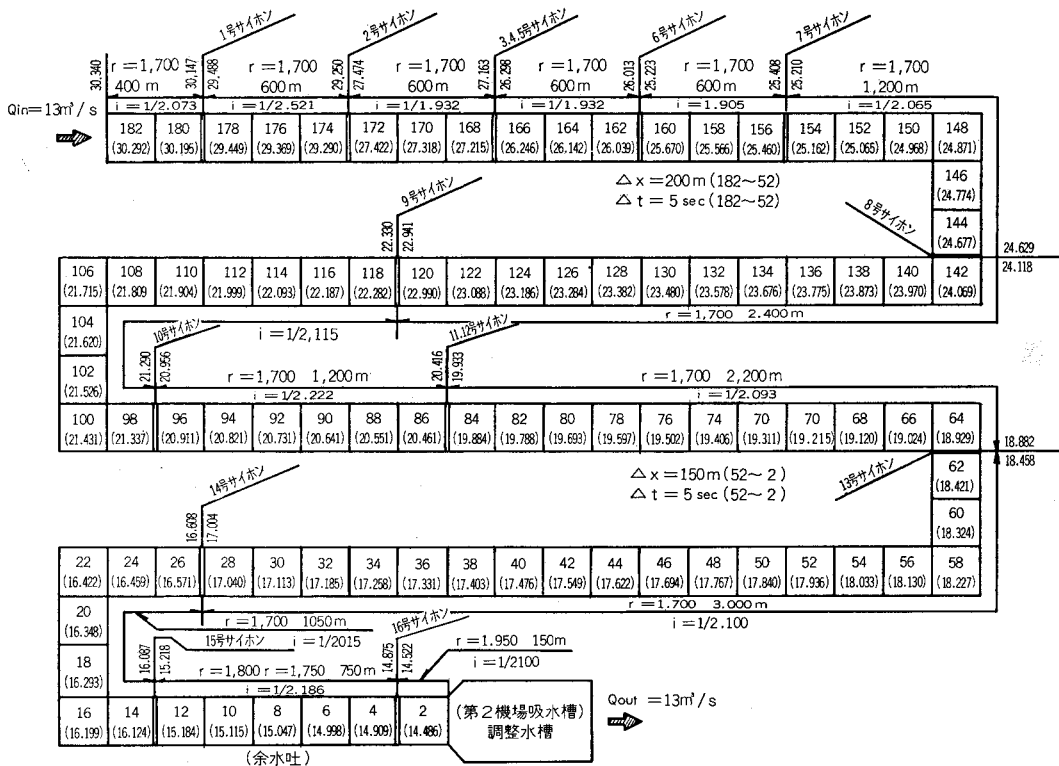 1号サイホン 2号サイホン 3.4.5号サイホン 6号サイホン 7号サイホン
30.340 30.147 29.488 29.250 27.474 27.163 26.298 26.013 25.223 25.408 25.210
r=1,700 r=1,700 r=1,700 r=1,700 r=1,700 r=1,700
400m 600m 600m 600m 600m 1,200m
Qin=13㎥/s
i=1/2.073 i=1/2.521 i=1/1.932 i=1/1.932 i=1.905 i=1/2.065
182 180 178 176 174 172 170 168 166 164 162 160 158 156 154 152 150 148
(30.292) (30.195) (29.449) (29.369) (29.290) (27.422) (27.318) (27.215) (26.246) (26.142) (26.039) (25.670) (25.566) (25.460) (25.162) (25.065) (24.968) (24.871)
△x=200m(182~52)
△t=5sec(182~52)
146
(24.774)
144
(24.677)
9号サイホン
22.330 22.941
8号サイホン
24.629
24.118
106 108 110 112 114 116 118 120 122 124 126 128 130 132 134 136 138 140 142
(21.715) (21.809 (21.904) (21.999) (22.093) (22.187) (22.282) (22.990) (23.088) (23.186) (23.284) (23.382) (23.480) (23.578) (23.676) (23.775) (23.873) (23.970) (24.069)
r=1,700 2.400m
104
(21.620)
102
(21.526)
10号サイホン
i=1/2,115
11.12号サイホン
21.290 20.956 20.416 19.933
r=1,700 1,200m r=1,700 2,200m
i=1/2.222 i=1/2.093
100 98 96 94 92 90 88 86 84 82 80 78 76 74 70 70 68 66 64
(21.431) (21.337) (20.911) (20.821) (20.731) (20.641) (20.551) (20.461) (19.884) (19.788) (19.693) (19.597) (19.502) (19.406) (19.311) (19.215) (19.120) (19.024) (18.929)
18.882
18.458
△x=150m(52~2)
△t=5sec(52~2)
13号サイホン
62
(18.421)
60
(18.324)
14号サイホン
16.608 17.004
22 24 26 28 30 32 34 36 38 40 42 44 46 48 50 52 54 56 58
(16.422) (16.459) (16.571) (17.040) (17.113) (17.185) (17.258) (17.331) (17.403) (17.476) (17.549) (17.622) (17.694) (17.767) (17.840) (17.936) (18.033) (18.130) (18.227)
r=1.700 3.000m
i=1/2.100
20
(16.348)
18
(16.293)
r=1,700 1050m
15号サイホン i=1/2015
16号サイホン
16.087 15.218 14.875 14.522
r=1.950 150m
i=1/2100
r=1,800 r=1,750 750m
i=1/2.186
16 14 12 10 8 6 4 2
(16.199) (16.124) (15.184) (15.115) (15.047) (14.998) (14.909) (14.486)
(余水吐)
(第2機場吸水槽)
調整水槽
Qout=13㎥/s